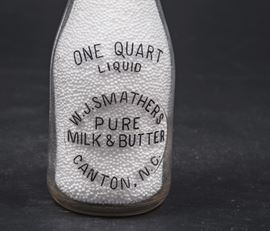 ONE QUART
LIQUID
W.J.SMATHERS
PURE
MILK & BUTTER
CANTON, N.C.